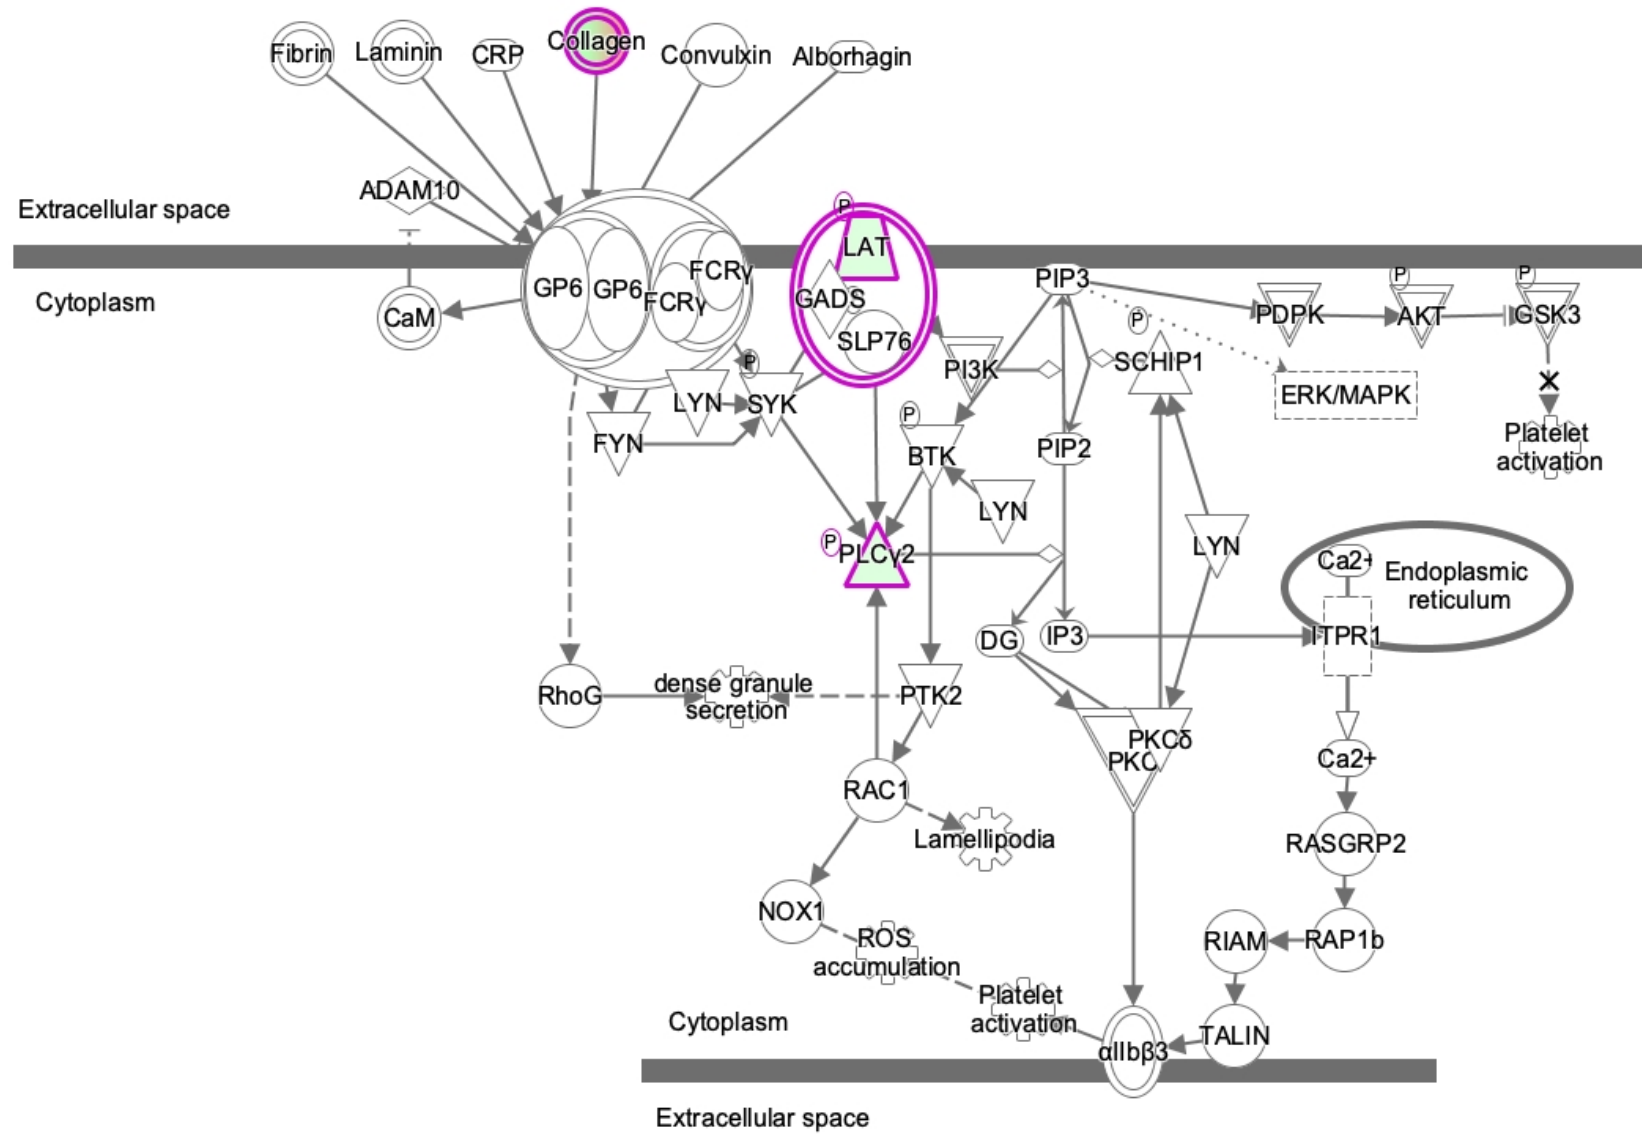 Fibrin
Laminin
CRP
Collagen
Convulxin
Alborhagin
ADAM10
Extracellular space
Cytoplasm
CaM
GP6
GP6
FCRγ
FCRγ
P
LAT
GADS
P
SLP76
PIP3
P
P
PDPK
AKT
GSK3
P
SCHIP1
PI3K
ERK/MAPK
P
LYN
SYK
FYN
P
BTK
PIP2
Platelet
activation
LYN
LYN
P
PLCγ2
Ca2+
Endoplasmic
reticulum
DG
IP3
ITPR1
RhoG
dense granule
secretion
PTK2
PKCδ
PKC
Ca2+
RAC1
Lamellipodia
RASGRP2
NOX1
ROS
accumulation
RIAM
RAP1b
Platelet
activation
Cytoplasm
αIIbβ3
TALIN
Extracellular space